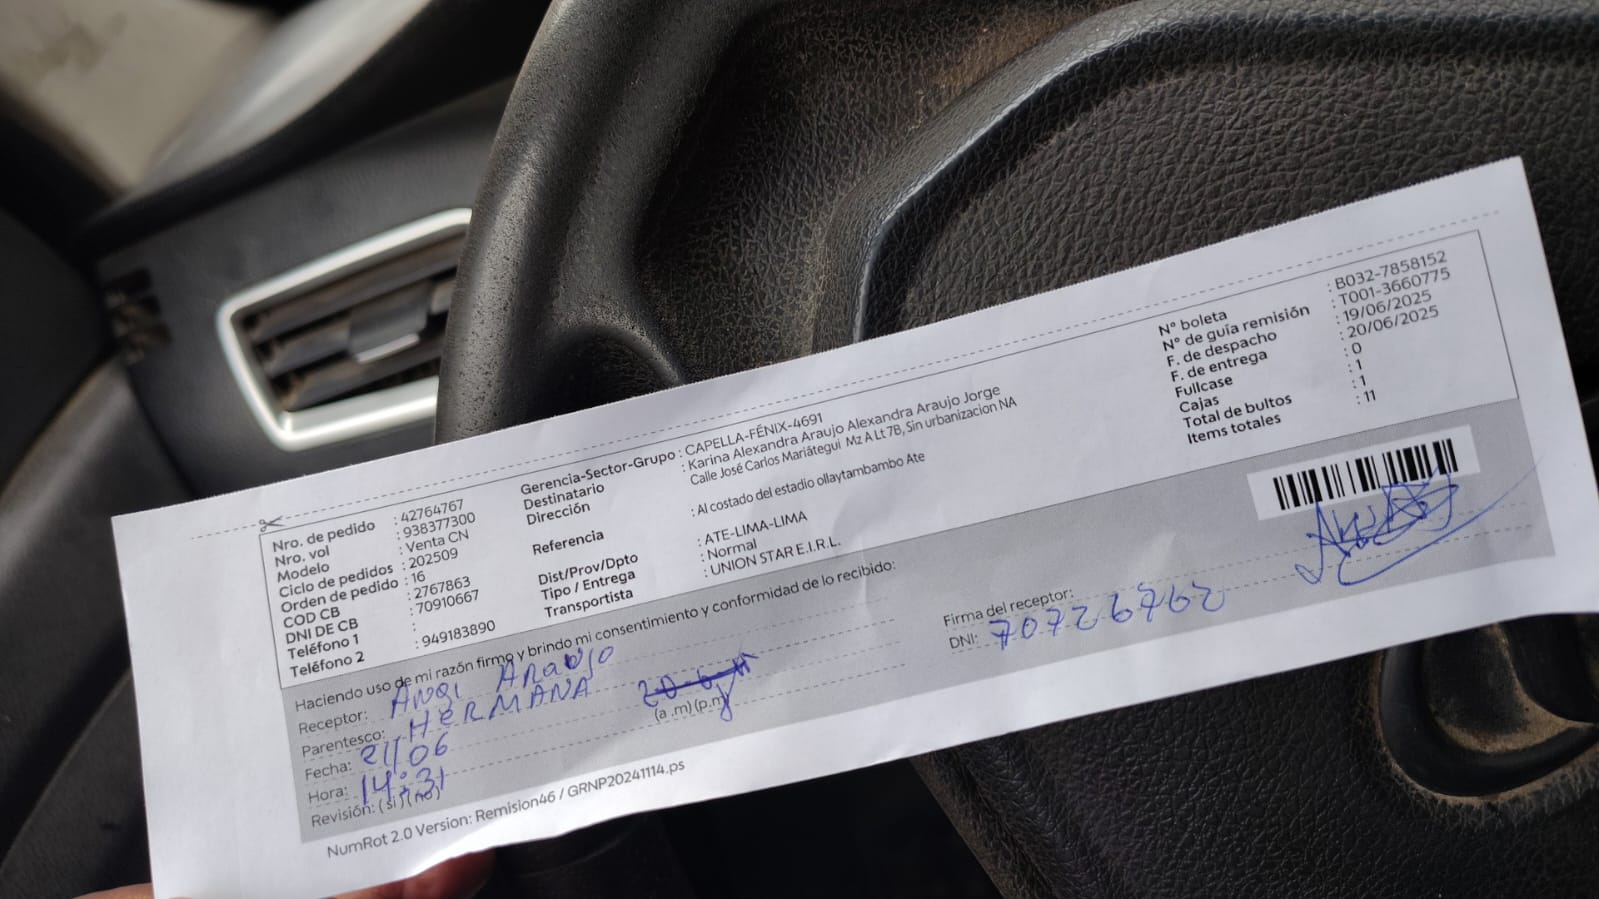 Nro. de pedido : 42764767
Nro. vol : 938377300
Modelo : Venta CN
Ciclo de pedidos : 202509
Orden de pedido : 16
COD CB : 2767863
DNI DE CB : 70910667
Teléfono 1
Teléfono 2 : 949183890
Gerencia-Sector-Grupo : CAPELLA-FÉNIX-4691
Destinatario : Karina Alexandra Araujo Alexandra Araujo Jorge
Dirección Calle José Carlos Mariátegui Mz A Lt 7B, Sin urbanizacion NA
Referencia : Al costado del estadio ollaytambambo Ate
Dist/Prov/Dpto : ATE-LIMA-LIMA
Tipo / Entrega : Normal
Transportista : UNION STAR E.I.R.L.
N° boleta : B032-7858152
N° de guía remisión : T001-3660775
F. de despacho : 19/06/2025
F. de entrega : 20/06/2025
Fullcase : 0
Cajas : 1
Total de bultos : 1
Items totales : 11
Haciendo uso de mi razón firmo y brindo mi consentimiento y conformidad de lo recibido:
Receptor: Angi Araujo
Parentesco: HERMANA
Fecha: 21/06
Hora: 14:31 (a .m) (p.m)
Revisión: ( si ) ( no )
Firma del receptor:
DNI: 70726762
NumRot 2.0 Version: Remision46 / GRNP20241114.ps